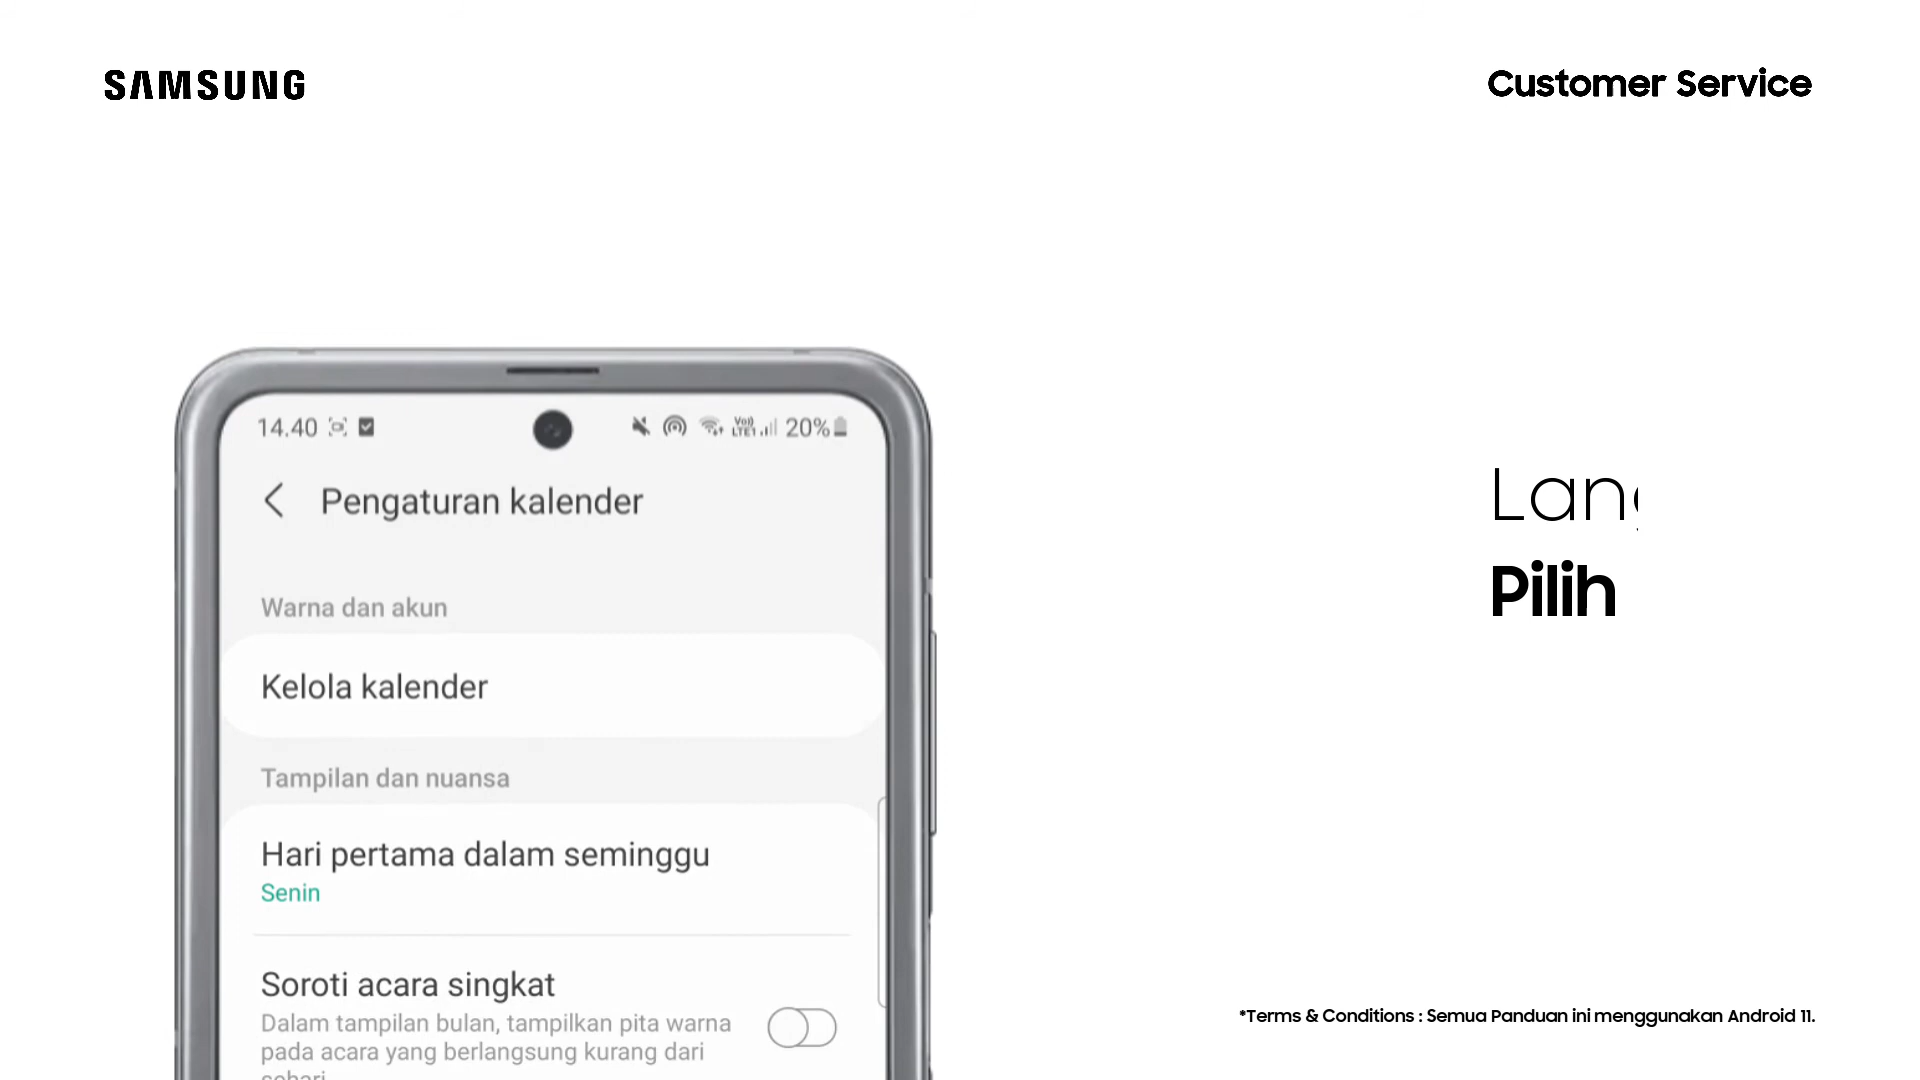 SAMSUNG
Customer Service
14.40
20%
Pengaturan kalender
Warna dan akun
Kelola kalender
Tampilan dan nuansa
Hari pertama dalam seminggu
Senin
Soroti acara singkat
Dalam tampilan bulan, tampilkan pita warna
pada acara yang berlangsung kurang dari
Lan
Pilih
*Terms & Conditions : Semua Panduan ini menggunakan Android 11.